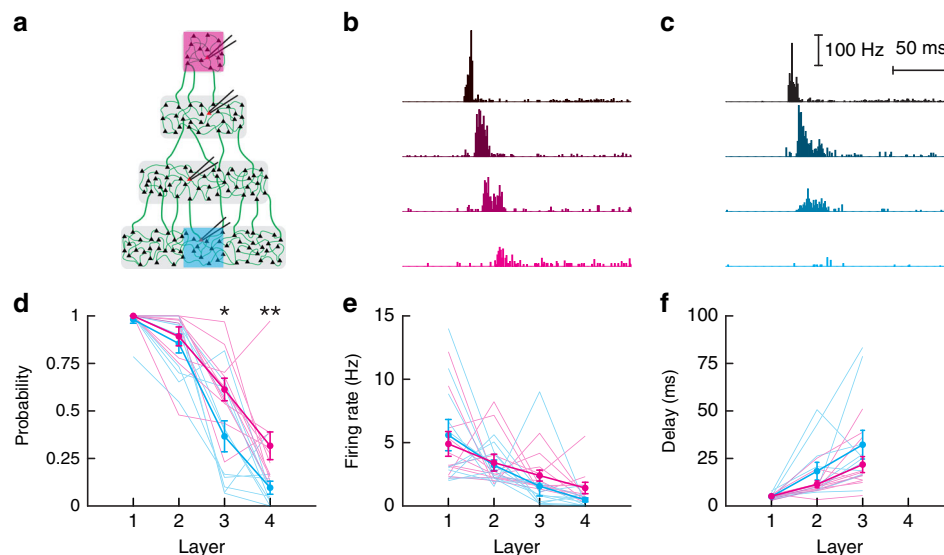 a
b
c
100 Hz
50 ms
d
* **
1
0.75
0.5
0.25
0
Probability
1 2 3 4
Layer
e
15
10
5
0
Firing rate (Hz)
1 2 3 4
Layer
f
100
75
50
25
0
Delay (ms)
1 2 3 4
Layer